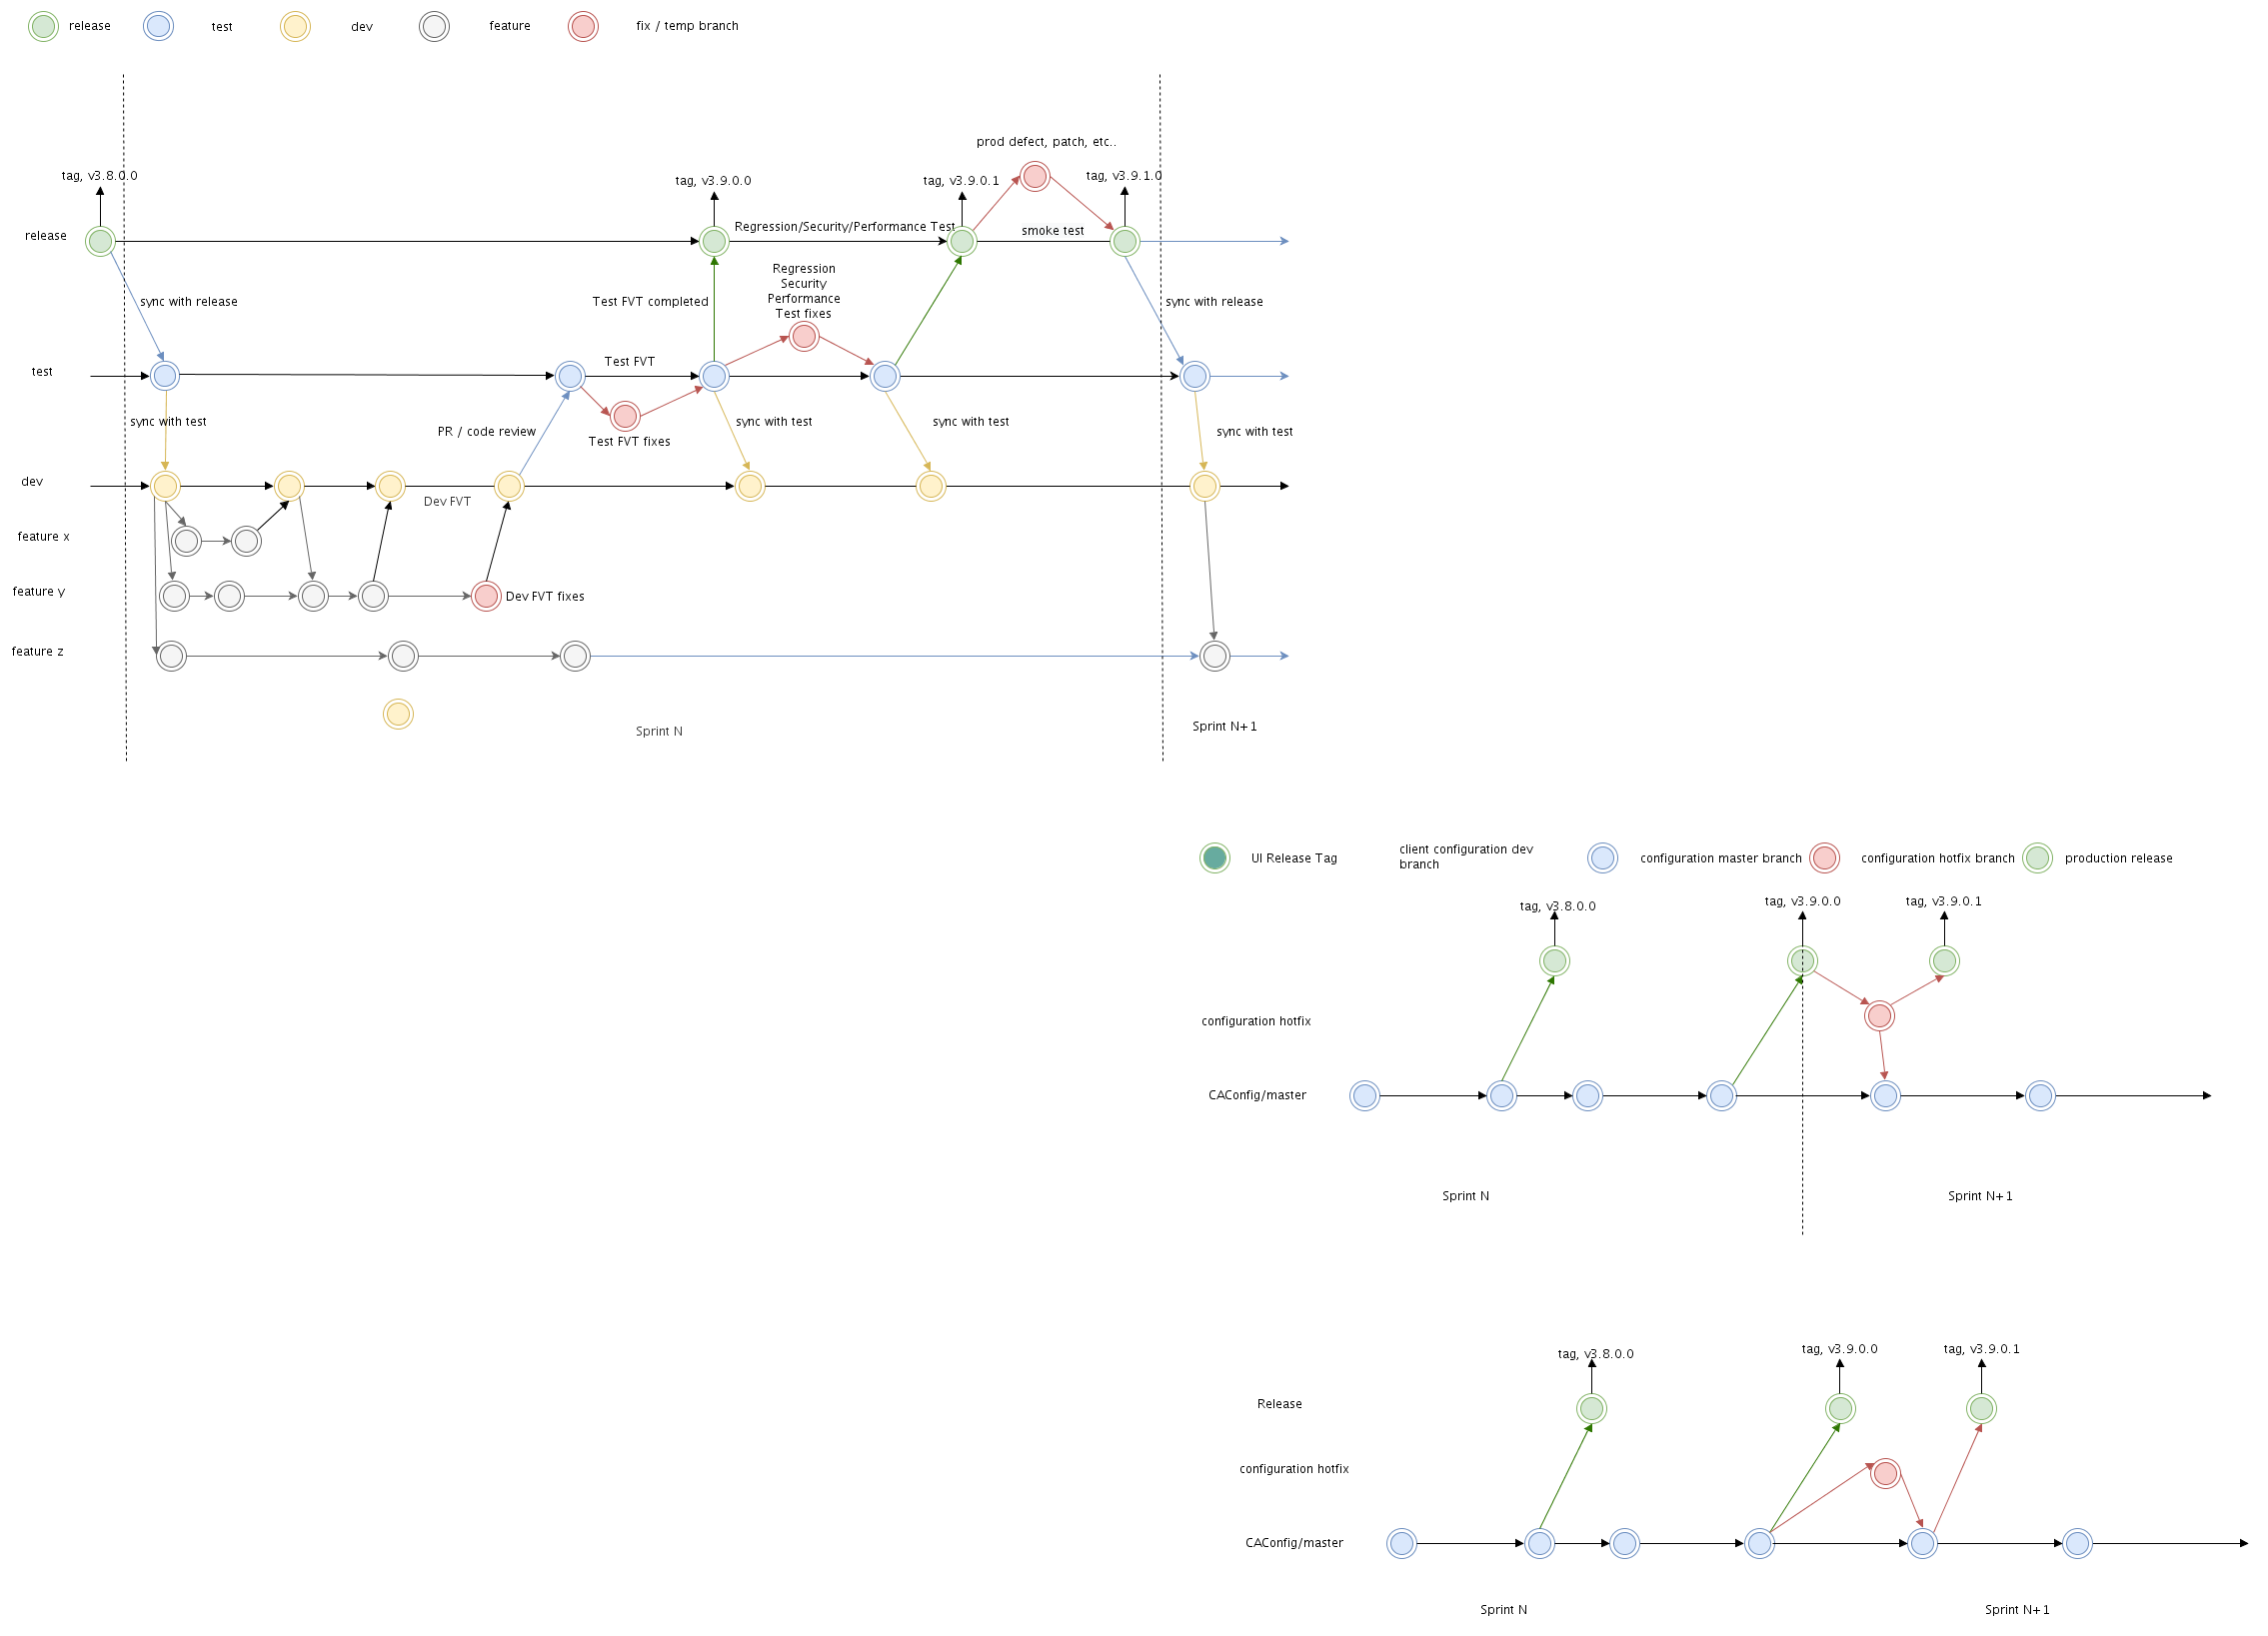 release
test
dev
feature
fix / temp branch
prod defect, patch, etc..
tag, v3.8.0.0
tag, v3.9.0.0
tag, v3.9.0.1
tag, v3.9.1.0
release
Regression/Security/Performance Test
smoke test
Regression
Security
Performance
Test fixes
sync with release
Test FVT completed
sync with release
test
Test FVT
sync with test
PR / code review
Test FVT fixes
sync with test
sync with test
sync with test
dev
Dev FVT
feature x
feature y
Dev FVT fixes
feature z
Sprint N
Sprint N+1
UI Release Tag
client configuration dev
branch
configuration master branch
configuration hotfix branch
production release
tag, v3.8.0.0
tag, v3.9.0.0
tag, v3.9.0.1
configuration hotfix
CAConfig/master
Sprint N
Sprint N+1
tag, v3.8.0.0
tag, v3.9.0.0
tag, v3.9.0.1
Release
configuration hotfix
CAConfig/master
Sprint N
Sprint N+1